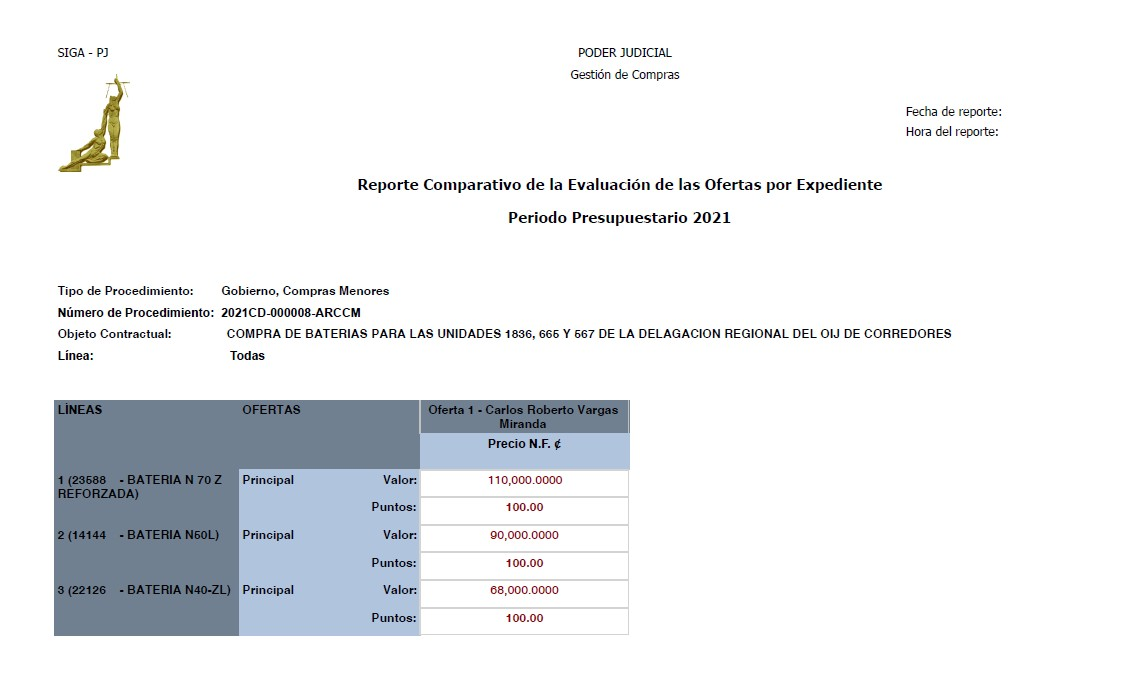 SIGA - PJ
PODER JUDICIAL
Gestión de Compras
Fecha de reporte:
Hora del reporte:
Reporte Comparativo de la Evaluación de las Ofertas por Expediente
Periodo Presupuestario 2021
Tipo de Procedimiento: Gobierno, Compras Menores
Número de Procedimiento: 2021CD-000008-ARCCM
Objeto Contractual: COMPRA DE BATERIAS PARA LAS UNIDADES 1836, 665 Y 567 DE LA DELAGACION REGIONAL DEL OIJ DE CORREDORES
Línea: Todas
LÍNEAS OFERTAS Oferta 1 - Carlos Roberto Vargas
Miranda
Precio N.F. ¢
1 (23588 - BATERIA N 70 Z Principal Valor: 110,000.0000
REFORZADA)
Puntos: 100.00
2 (14144 - BATERIA N50L) Principal Valor: 90,000.0000
Puntos: 100.00
3 (22126 - BATERIA N40-ZL) Principal Valor: 68,000.0000
Puntos: 100.00